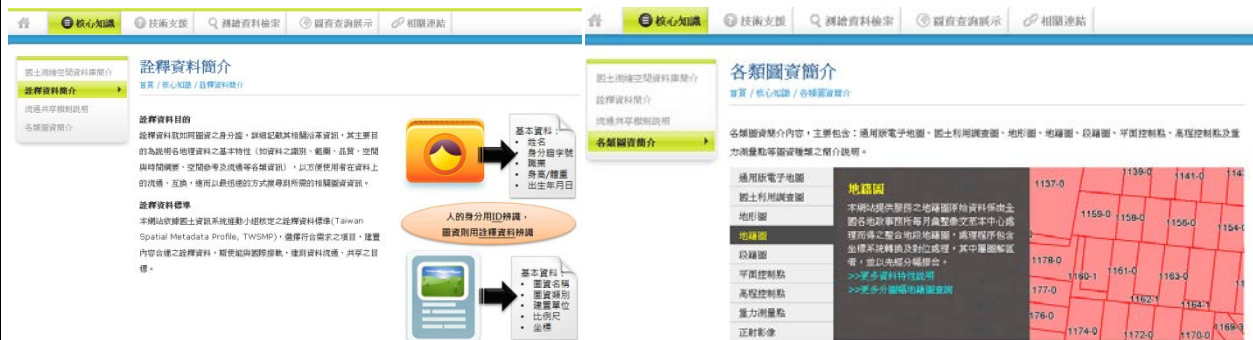 核心知識 技術支援 測繪資料檢索 圖資查詢展示 相關連結
國土測繪空間資料庫簡介
詮釋資料簡介
流通共享機制說明
各類圖資簡介
詮釋資料簡介
首頁 / 核心知識 / 詮釋資料簡介
詮釋資料目的
詮釋資料就如同圖資之身分證,詳細記載其相關沿革資訊,其主要目
的為說明各地理資料之基本特性(如資料之識別、範圍、品質、空間
與時間綱要、空間參考及流通等各類資訊),以方便使用者在資料上
的流通、互換,進而以最迅速的方式搜尋到所需的相關圖資資訊。
詮釋資料標準
本網站依據國土資訊系統推動小組核定之詮釋資料標準(Taiwan
Spatial Metadata Profile, TWSMP),選擇符合需求之項目,建置
內容合適之詮釋資料,期使能與國際接軌,達到資料流通、共享之目
標。
基本資料:
• 姓名
• 身分證字號
• 職業
• 身高/體重
• 出生年月日
人的身分用ID辨識,
圖資則用詮釋資料辨識
基本資料:
• 圖資名稱
• 圖資類別
• 建置單位
• 比例尺
• 坐標
核心知識 技術支援 測繪資料檢索 圖資查詢展示 相關連結
國土測繪空間資料庫簡介
詮釋資料簡介
流通共享機制說明
各類圖資簡介
各類圖資簡介
首頁 / 核心知識 / 各類圖資簡介
各類圖資簡介內容,主要包含:通用版電子地圖、國土利用調查圖、地形圖、地籍圖、段籍圖、平面控制點、高程控制點及重
力測量點等圖資種類之簡介說明。
通用版電子地圖
國土利用調查圖
地形圖
地籍圖
段籍圖
平面控制點
高程控制點
重力測量點
正射影像
地籍圖
本網站提供服務之地籍圖原始資料係由全
國各地政事務所每月彙整繳交至本中心處
理而得之整合地段地籍圖,處理程序包含
坐標系統轉換及對位處理,其中屬圖解區
者,並以先經分幅接合。
>>更多資料特性說明
>>更多分圖幅地籍圖查詢
1137-0 1139-0 1141-0
1159-0 1158-0 1156-0 1154-0
1178-0 1160-1 1161-0 1163-0
177-0 1162-1 1164-1
176-0 1174-0 1172-0 1170-0 1169-3